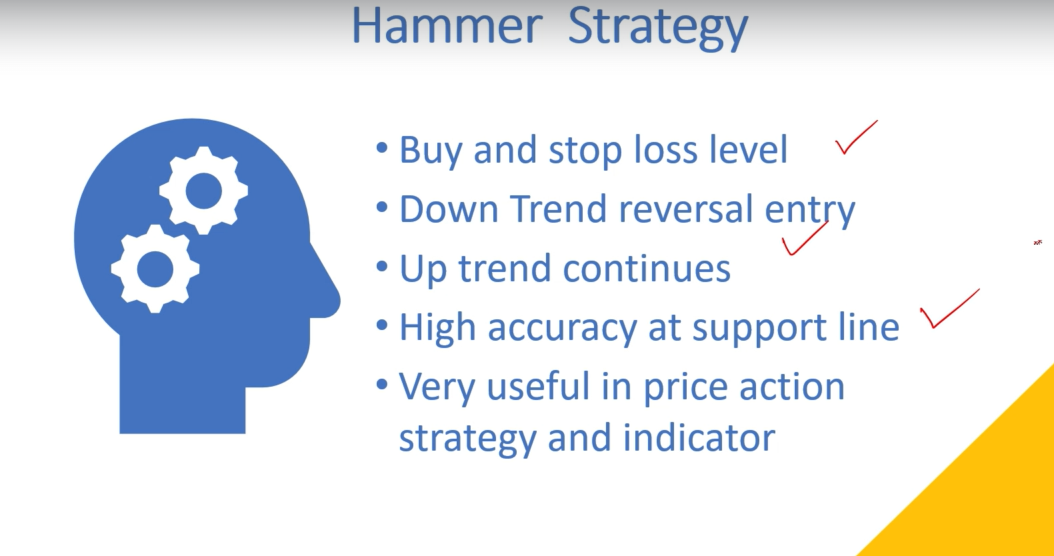 Hammer Strategy
• Buy and stop loss level
• Down Trend reversal entry
• Up trend continues
• High accuracy at support line
• Very useful in price action
strategy and indicator